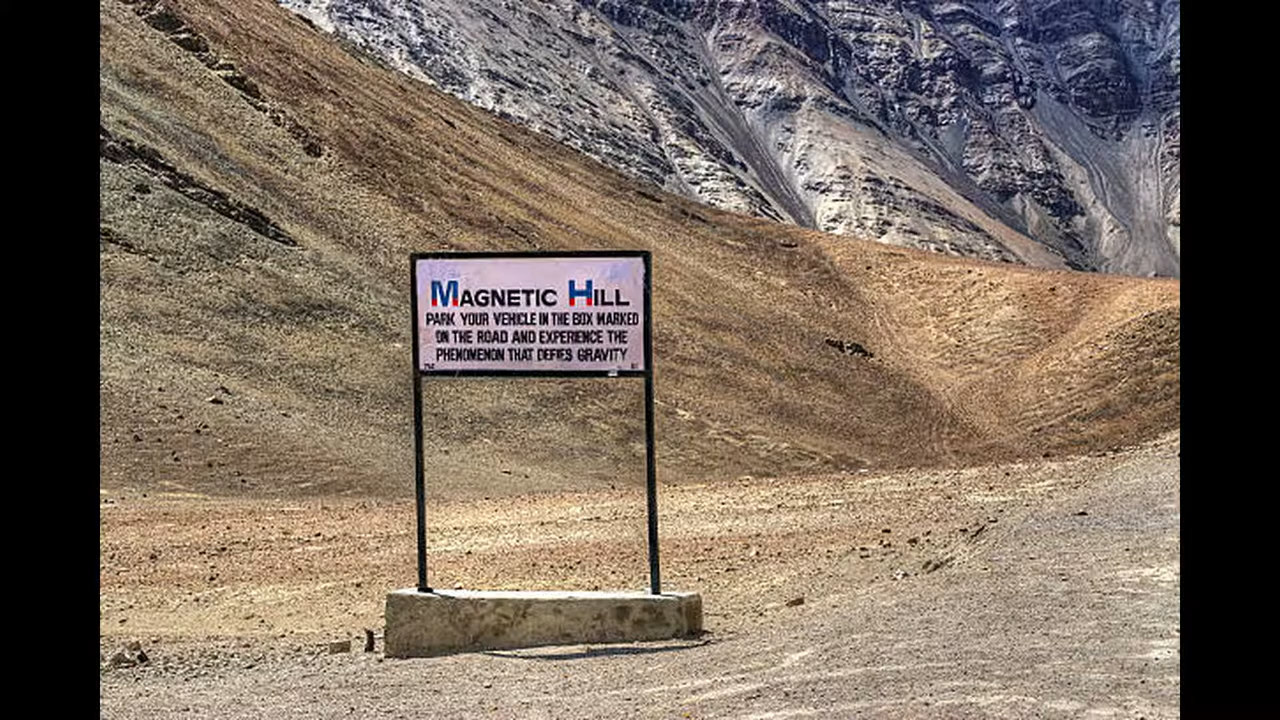 MAGNETIC HILL
PARK YOUR VEHICLE IN THE BOX MARKED
ON THE ROAD AND EXPERIENCE THE
PHENOMENON THAT DEFIES GRAVITY